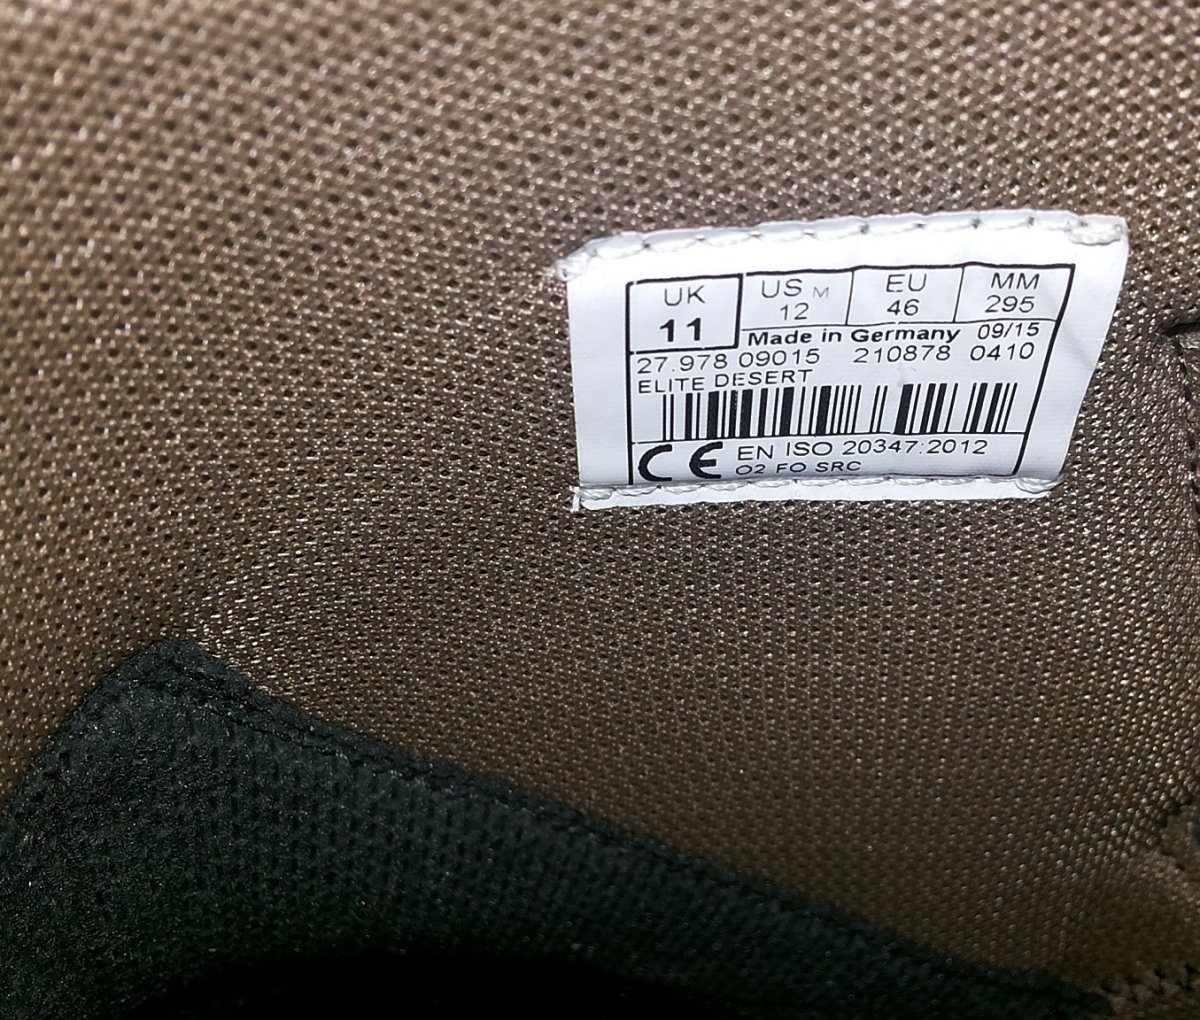 UK US M EU MM
11 12 46 295
Made in Germany 09/15
27.978 09015 210878 0410
ELITE DESERT
CE EN ISO 20347:2012
O2 FO SRC